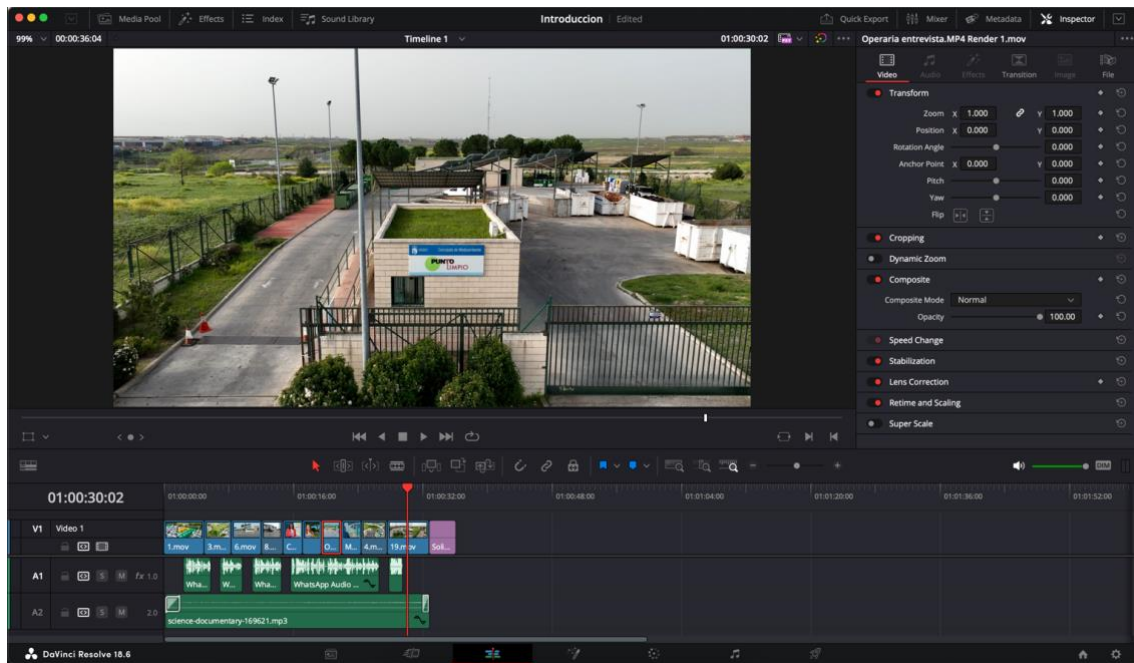 Media Pool Effects Index Sound Library Introduccion Edited Quick Export Mixer Metadata Inspector
99% 00:00:36:04 Timeline 1 01:00:30:02 Operaria entrevista.MP4 Render 1.mov
Video Audio Effects Transition Image File
Transform
Zoom X 1.000 Y 1.000
Position X 0.000 Y 0.000
Rotation Angle 0.000
Anchor Point X 0.000 Y 0.000
Pitch 0.000
Yaw 0.000
Flip
Cropping
Dynamic Zoom
Composite
Composite Mode Normal
Opacity 100.00
Speed Change
Stabilization
Lens Correction
Retime and Scaling
Super Scale
PUNTO
LIMPIO
DIM
01:00:30:02 01:00:00:00 01:00:16:00 01:00:32:00 01:00:48:00 01:01:04:00 01:01:20:00 01:01:36:00 01:01:52:00
V1 Video 1
1.mov 3.m... 6.mov 8.... C... O... M... 4.m... 19.mov Soli...
A1 S M fx 1.0
Wha... W... Wha... WhatsApp Audio ...
A2 S M 2.0
science-documentary-169621.mp3
DaVinci Resolve 18.6